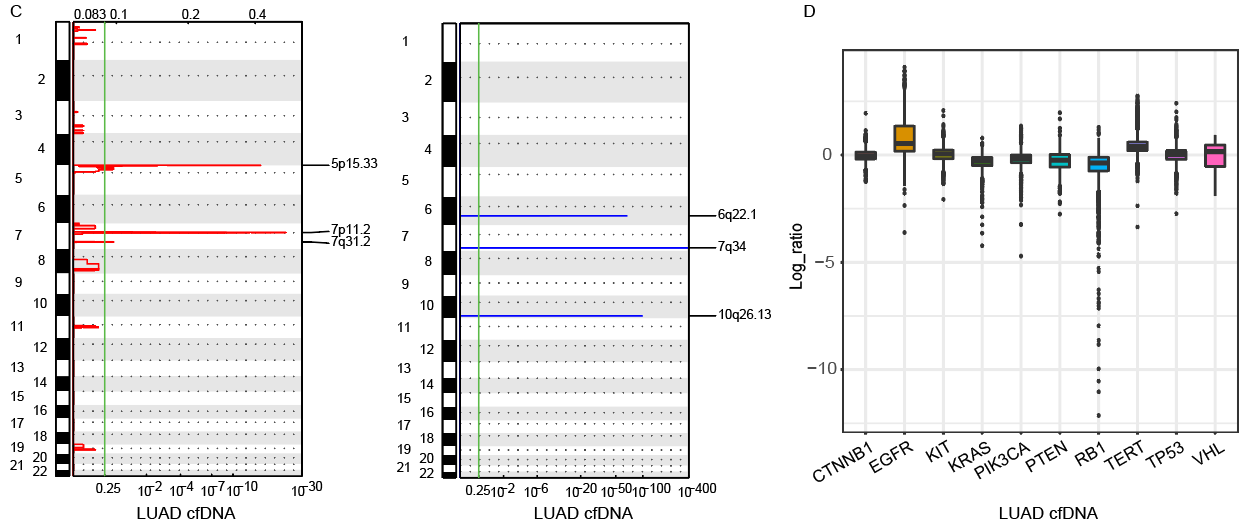 C
0.083 0.1 0.2 0.4
1
2
3
4
5
6
7
8
9
10
11
12
13
14
15
16
17
18
19
20
21
22
5p15.33
7p11.2
7q31.2
0.25 10-2 10-4 10-7 10-10 10-30
LUAD cfDNA
1
2
3
4
5
6
7
8
9
10
11
12
13
14
15
16
17
18
19
20
21
22
6q22.1
7q34
10q26.13
0.25 10-2 10-6 10-20 10-50 10-100 10-400
LUAD cfDNA
D
Log_ratio
0
−5
−10
CTNNB1 EGFR KIT KRAS PIK3CA PTEN RB1 TERT TP53 VHL
LUAD cfDNA